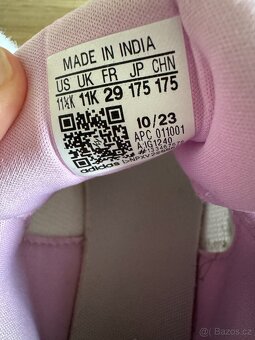 MADE IN INDIA
US UK FR JP CHN
11½K 11K 29 175 175
10/23
APC 011001
adidas
bazos.cz